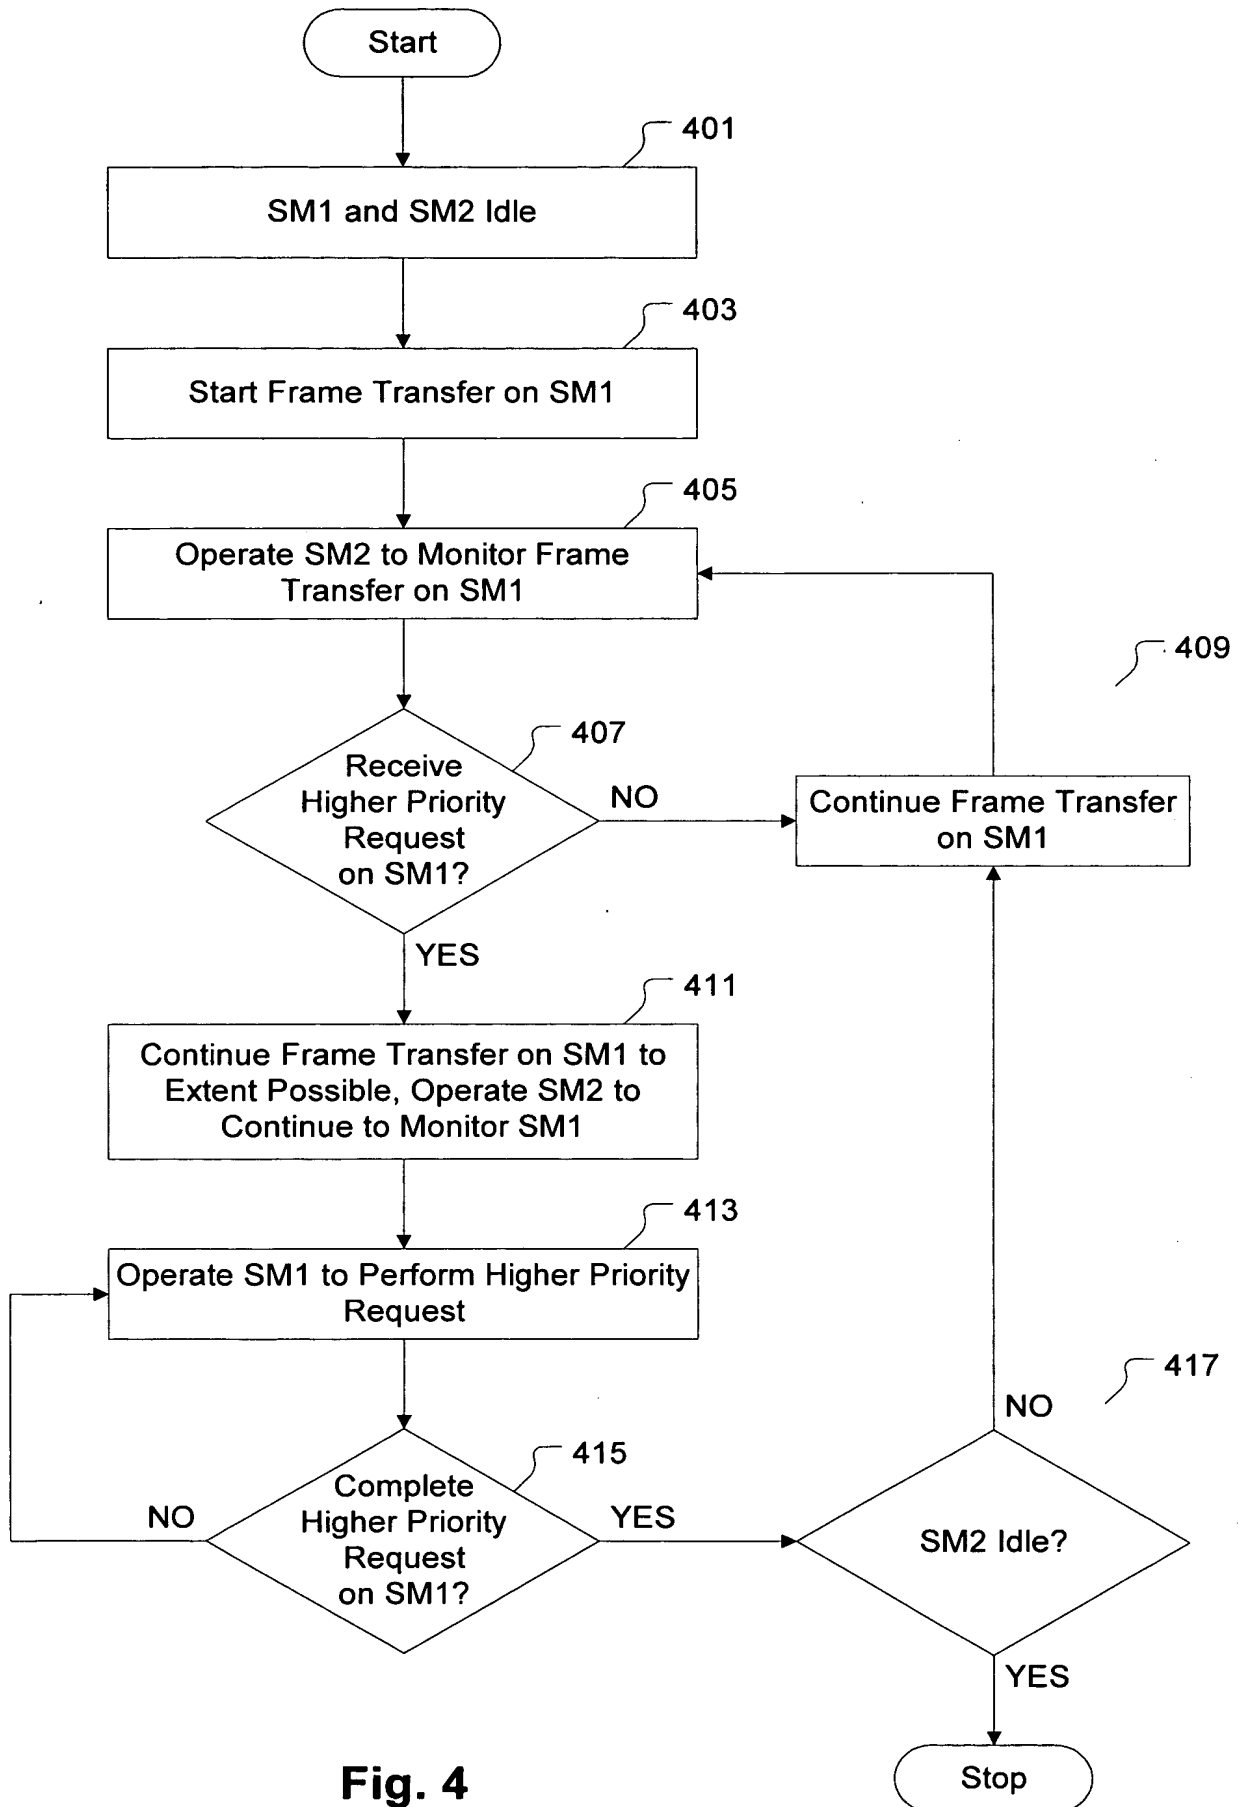 Start
401
SM1 and SM2 Idle
403
Start Frame Transfer on SM1
405
Operate SM2 to Monitor Frame
Transfer on SM1
409
407
Receive
Higher Priority
Request
on SM1?
NO
Continue Frame Transfer
on SM1
YES
411
Continue Frame Transfer on SM1 to
Extent Possible, Operate SM2 to
Continue to Monitor SM1
413
Operate SM1 to Perform Higher Priority
Request
417
NO
415
Complete
Higher Priority
Request
on SM1?
NO
YES
SM2 Idle?
YES
Stop
Fig. 4